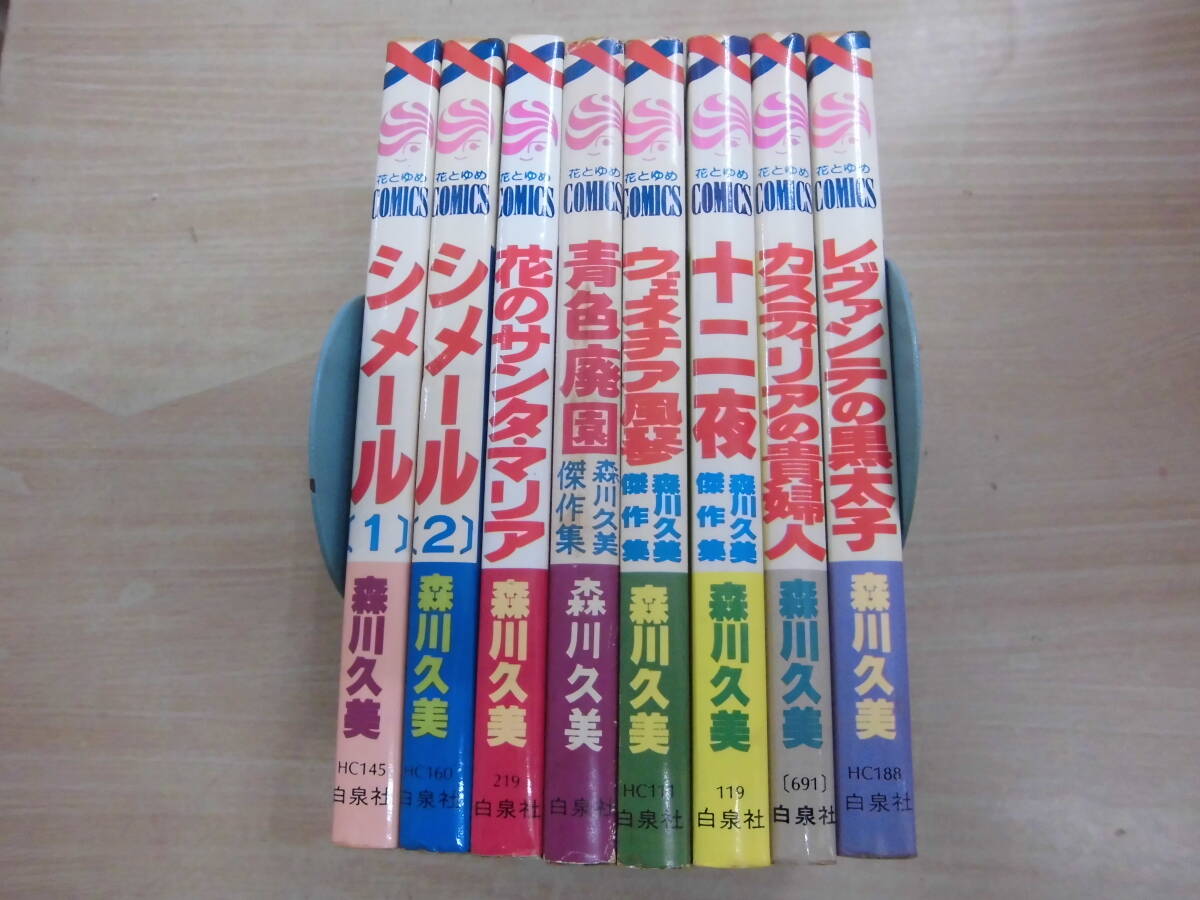 花とゆめ
COMICS
シメール
〔1〕
森川久美
HC145
白泉社
花とゆめ
COMICS
シメール
〔2〕
森川久美
HC160
白泉社
花とゆめ
COMICS
花のサンタ・マリア
森川久美
219
白泉社
花とゆめ
COMICS
青色廃園
森川久美
傑作集
森川久美
白泉社
花とゆめ
COMICS
ヴェネチア風琴
森川久美
傑作集
森川久美
HC111
白泉社
花とゆめ
COMICS
十二夜
森川久美
傑作集
森川久美
119
白泉社
花とゆめ
COMICS
カスティリアの貴婦人
森川久美
〔691〕
白泉社
花とゆめ
COMICS
レヴァンテの黒太子
森川久美
HC188
白泉社